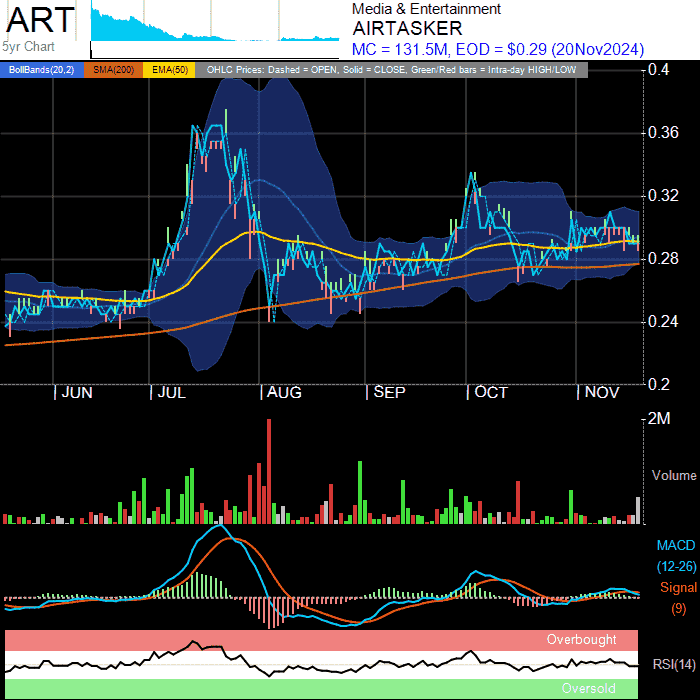 ART
5yr Chart
Media & Entertainment
AIRTASKER
MC = 131.5M, EOD = $0.29 (20Nov2024)
BollBands(20,2) SMA(200) EMA(50) OHLC Prices: Dashed = OPEN, Solid = CLOSE, Green/Red bars = Intra-day HIGH/LOW
0.4
0.36
0.32
0.28
0.24
0.2
JUN JUL AUG SEP OCT NOV
2M
Volume
MACD
(12-26)
Signal
(9)
Overbought
RSI(14)
Oversold